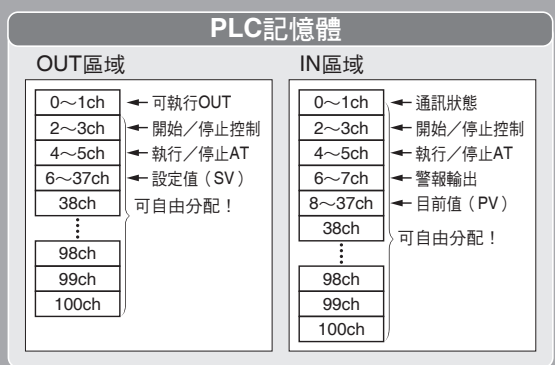 PLC記憶體
OUT區域
0～1ch 可執行OUT
2～3ch 開始／停止控制
4～5ch 執行／停止AT
6～37ch 設定值（SV）
38ch 可自由分配！
98ch
99ch
100ch
IN區域
0～1ch 通訊狀態
2～3ch 開始／停止控制
4～5ch 執行／停止AT
6～7ch 警報輸出
8～37ch 目前值（PV）
38ch 可自由分配！
98ch
99ch
100ch